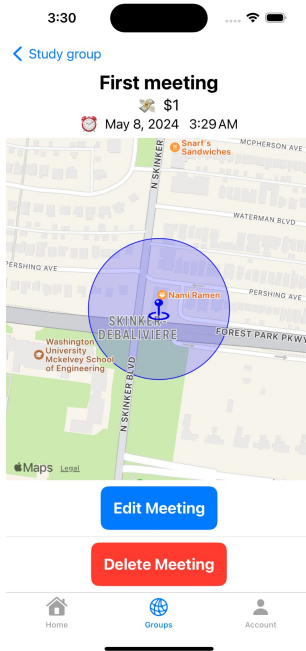 3:30
Study group
First meeting
💸 $1
⏰ May 8, 2024 3:29 AM
N SKINKER
Snarf's
Sandwiches
MCPHERSON AVE
WATERMAN BLVD
PERSHING AVE
Nami Ramen
PERSHING AVE
SKINKER-
DEBALIVIERE
FOREST PARK PKWY
Washington
University
Mckelvey School
of Engineering
N SKINKER BLVD
Maps Legal
Edit Meeting
Delete Meeting
Home Groups Account